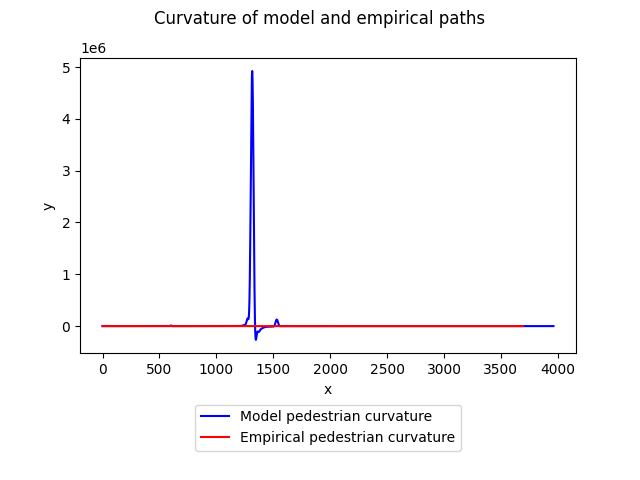 Curvature of model and empirical paths
1e6
5
4
3
2
1
0
y
0 500 1000 1500 2000 2500 3000 3500 4000
x
Model pedestrian curvature
Empirical pedestrian curvature